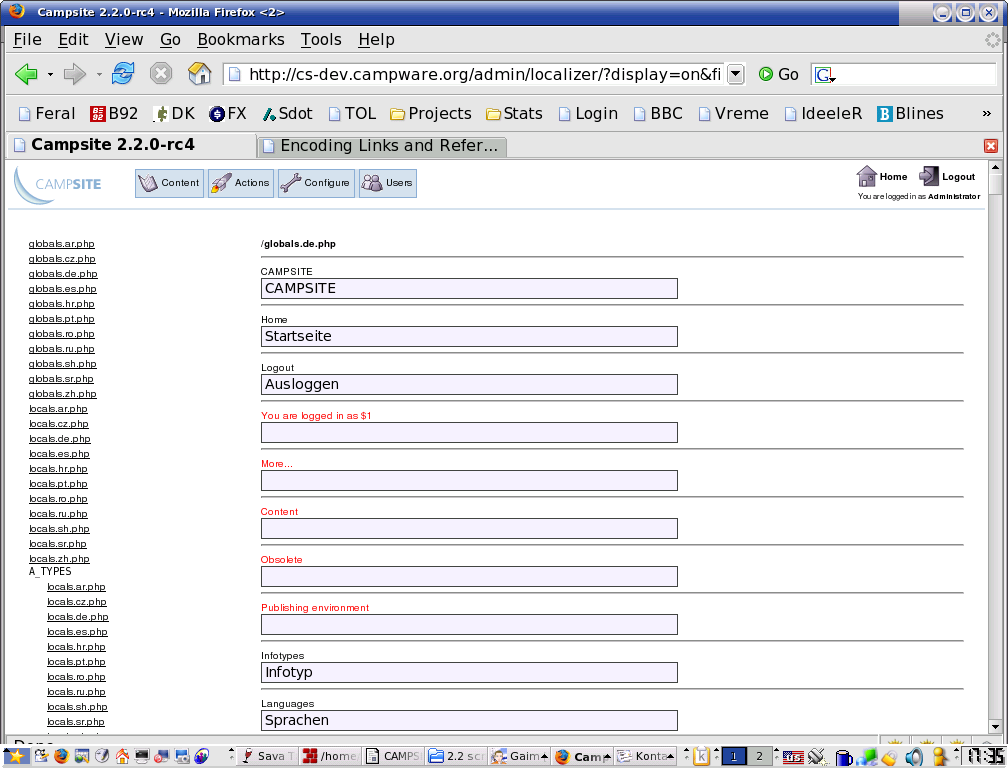 Campsite 2.2.0-rc4 - Mozilla Firefox <2>
File Edit View Go Bookmarks Tools Help
http://cs-dev.campware.org/admin/localizer/?display=on&fi Go G
Feral B92 DK FX Sdot TOL Projects Stats Login BBC Vreme IdeeleR Blines »
Campsite 2.2.0-rc4 Encoding Links and Refer...
CAMPSITE Content Actions Configure Users Home Logout
You are logged in as Administrator
globals.ar.php
globals.cz.php
globals.de.php
globals.es.php
globals.hr.php
globals.pt.php
globals.ro.php
globals.ru.php
globals.sh.php
globals.sr.php
globals.zh.php
locals.ar.php
locals.cz.php
locals.de.php
locals.es.php
locals.hr.php
locals.pt.php
locals.ro.php
locals.ru.php
locals.sh.php
locals.sr.php
locals.zh.php
A_TYPES
locals.ar.php
locals.cz.php
locals.de.php
locals.es.php
locals.hr.php
locals.pt.php
locals.ro.php
locals.ru.php
locals.sh.php
locals.sr.php
/globals.de.php
CAMPSITE
CAMPSITE
Home
Startseite
Logout
Ausloggen
You are logged in as $1
More...
Content
Obsolete
Publishing environment
Infotypes
Infotyp
Languages
Sprachen
Sava T /home CAMPS 2.2 scr Gaim Camp Konta k 1 2 17:35